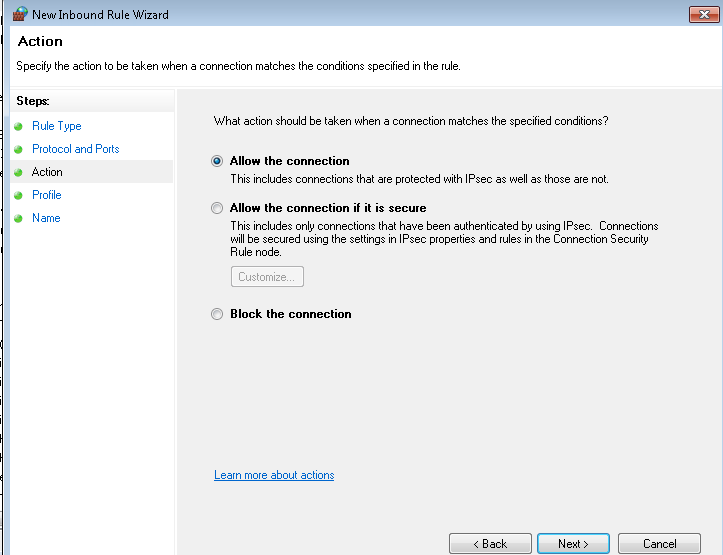 New Inbound Rule Wizard
Action
Specify the action to be taken when a connection matches the conditions specified in the rule.
Steps:
Rule Type
Protocol and Ports
Action
Profile
Name
What action should be taken when a connection matches the specified conditions?
Allow the connection
This includes connections that are protected with IPsec as well as those are not.
Allow the connection if it is secure
This includes only connections that have been authenticated by using IPsec. Connections
will be secured using the settings in IPsec properties and rules in the Connection Security
Rule node.
Customize...
Block the connection
Learn more about actions
< Back
Next >
Cancel